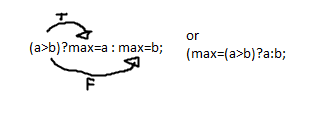 T
(a>b)?max=a : max=b;
F
or
(max=(a>b)?a:b;